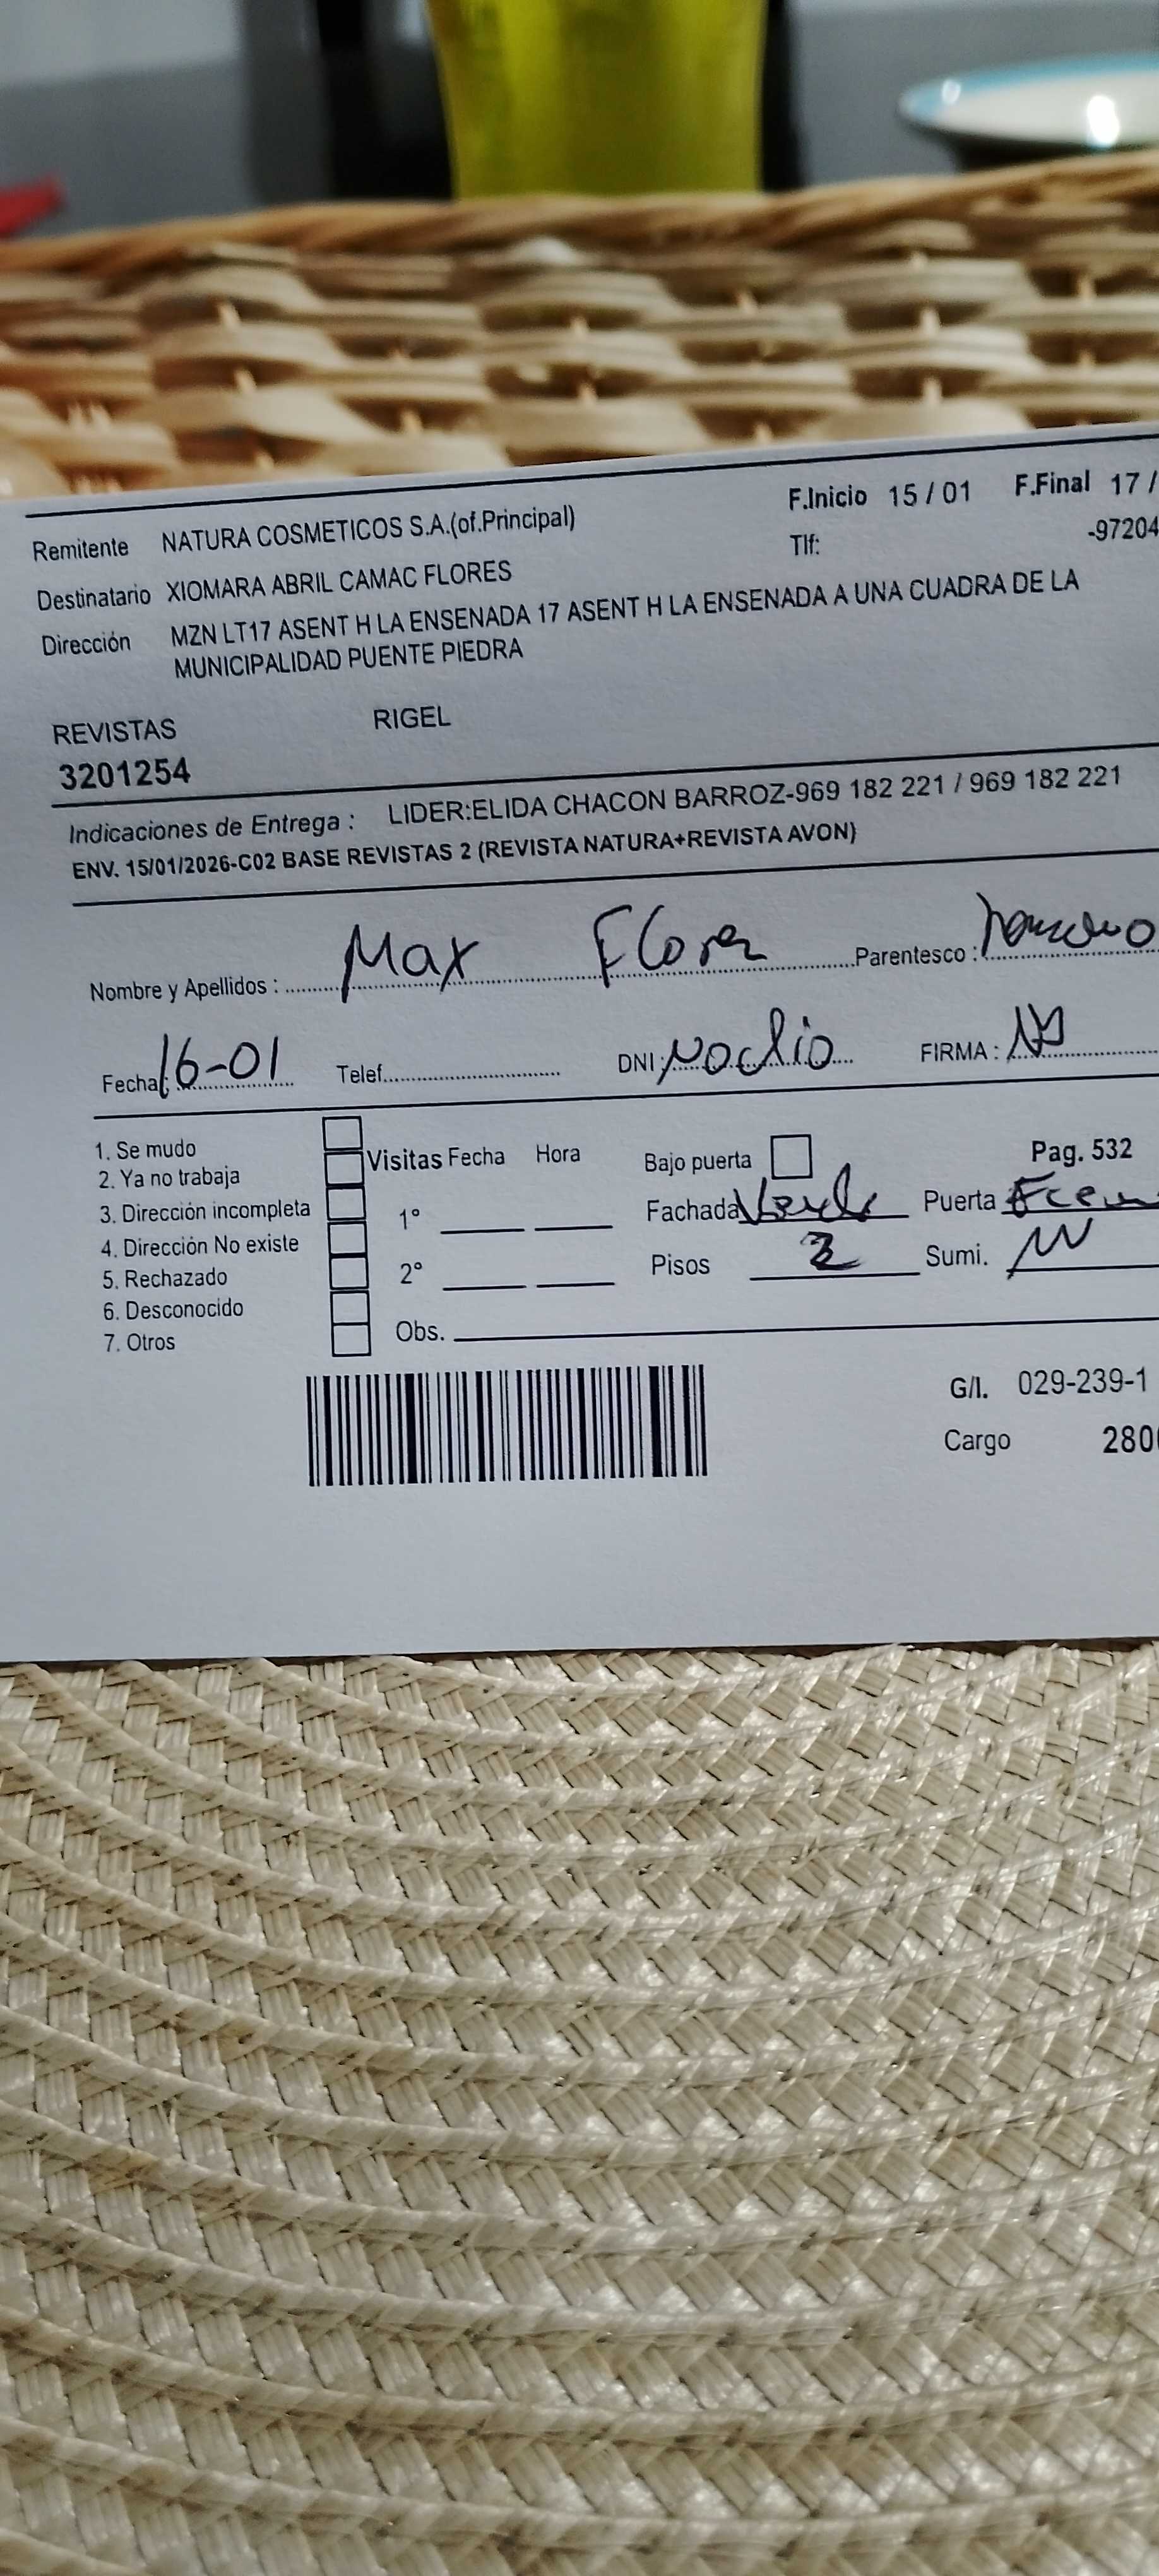 F.Inicio 15 / 01 F.Final 17 /
Remitente NATURA COSMETICOS S.A.(of.Principal)
Tlf: -97204
Destinatario XIOMARA ABRIL CAMAC FLORES
Dirección MZN LT17 ASENT H LA ENSENADA 17 ASENT H LA ENSENADA A UNA CUADRA DE LA
MUNICIPALIDAD PUENTE PIEDRA
REVISTAS RIGEL
3201254
Indicaciones de Entrega : LIDER:ELIDA CHACON BARROZ-969 182 221 / 969 182 221
ENV. 15/01/2026-C02 BASE REVISTAS 2 (REVISTA NATURA+REVISTA AVON)
Nombre y Apellidos : Max Flores Parentesco :
Fecha: 16-01 Telef. DNI: No dio FIRMA :
1. Se mudo
2. Ya no trabaja
3. Dirección incompleta
4. Dirección No existe
5. Rechazado
6. Desconocido
7. Otros
Visitas Fecha Hora
1°
2°
Obs.
Bajo puerta Pag. 532
Fachada Verde Puerta
Pisos Sumi.
G/I. 029-239-1
Cargo 280